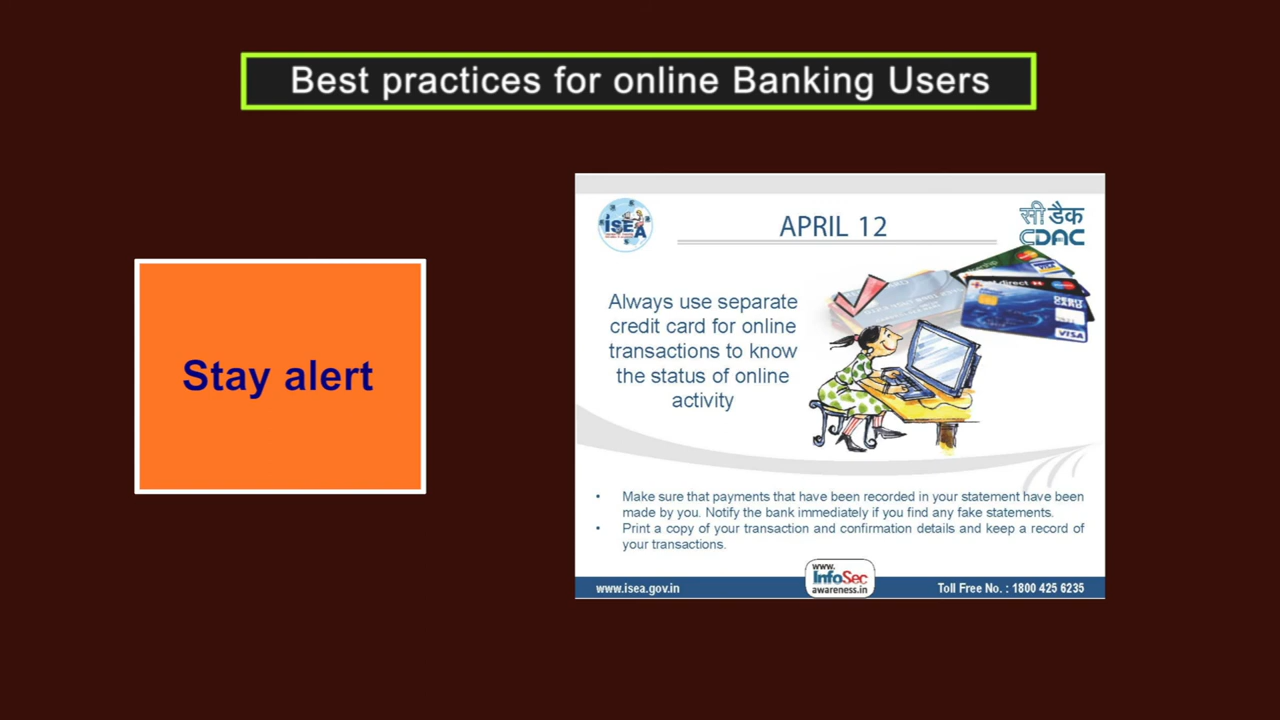 Best practices for online Banking Users
Stay alert
ISEA
APRIL 12
सी डैक
CDAC
Always use separate
credit card for online
transactions to know
the status of online
activity
DEBIT
CARD
VISA
• Make sure that payments that have been recorded in your statement have been
made by you. Notify the bank immediately if you find any fake statements.
• Print a copy of your transaction and confirmation details and keep a record of
your transactions.
www.isea.gov.in
www.
InfoSec
awareness.in
Toll Free No. : 1800 425 6235